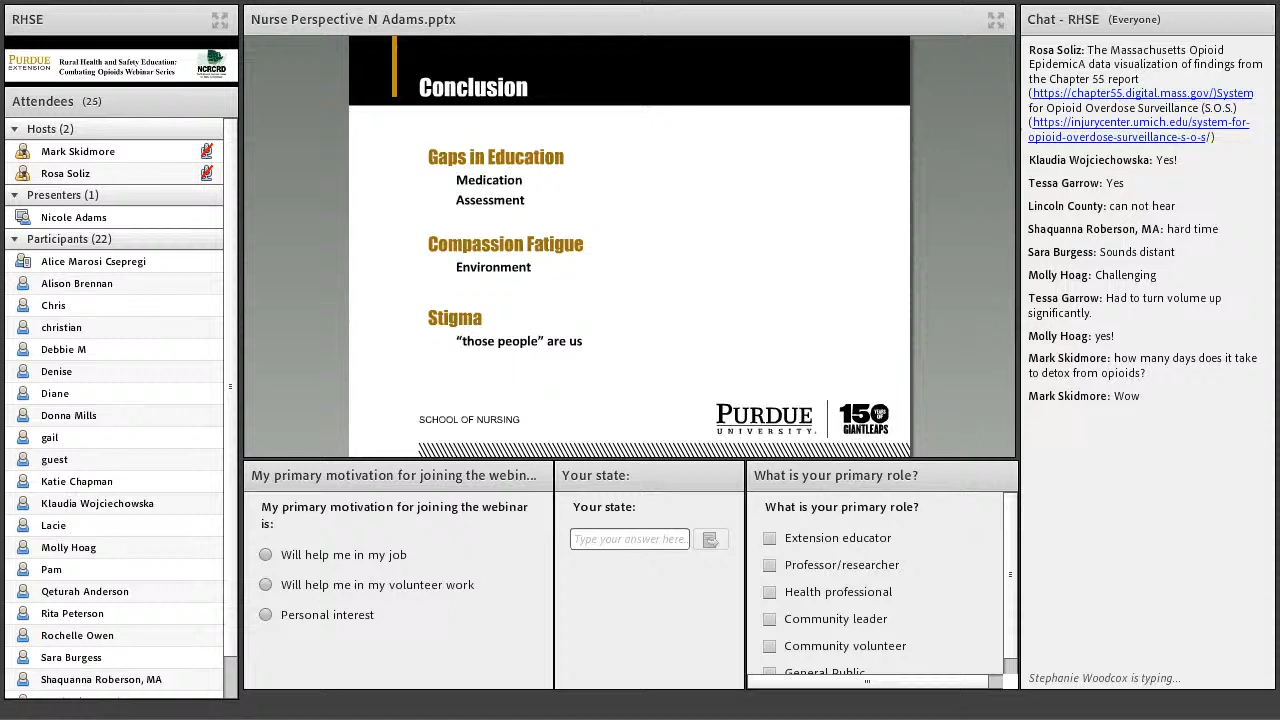 RHSE
PURDUE
EXTENSION
Rural Health and Safety Education:
Combating Opioids Webinar Series
NCRCRD
Attendees (25)
Hosts (2)
Mark Skidmore
Rosa Soliz
Presenters (1)
Nicole Adams
Participants (22)
Alice Marosi Csepregi
Alison Brennan
Chris
christian
Debbie M
Denise
Diane
Donna Mills
gail
guest
Katie Chapman
Klaudia Wojciechowska
Lacie
Molly Hoag
Pam
Qeturah Anderson
Rita Peterson
Rochelle Owen
Sara Burgess
Shaquanna Roberson, MA
Nurse Perspective N Adams.pptx
Conclusion
Gaps in Education
Medication
Assessment
Compassion Fatigue
Environment
Stigma
“those people” are us
SCHOOL OF NURSING
PURDUE
UNIVERSITY
150
YEARS OF
GIANT LEAPS
My primary motivation for joining the webin...
My primary motivation for joining the webinar
is:
Will help me in my job
Will help me in my volunteer work
Personal interest
Your state:
Your state:
Type your answer here..
What is your primary role?
What is your primary role?
Extension educator
Professor/researcher
Health professional
Community leader
Community volunteer
General Public
Chat - RHSE (Everyone)
Rosa Soliz: The Massachusetts Opioid
EpidemicA data visualization of findings from
the Chapter 55 report
(https://chapter55.digital.mass.gov/)System
for Opioid Overdose Surveillance (S.O.S.)
(https://injurycenter.umich.edu/system-for-
opioid-overdose-surveillance-s-o-s/)
Klaudia Wojciechowska: Yes!
Tessa Garrow: Yes
Lincoln County: can not hear
Shaquanna Roberson, MA: hard time
Sara Burgess: Sounds distant
Molly Hoag: Challenging
Tessa Garrow: Had to turn volume up
significantly.
Molly Hoag: yes!
Mark Skidmore: how many days does it take
to detox from opioids?
Mark Skidmore: Wow
Stephanie Woodcox is typing...